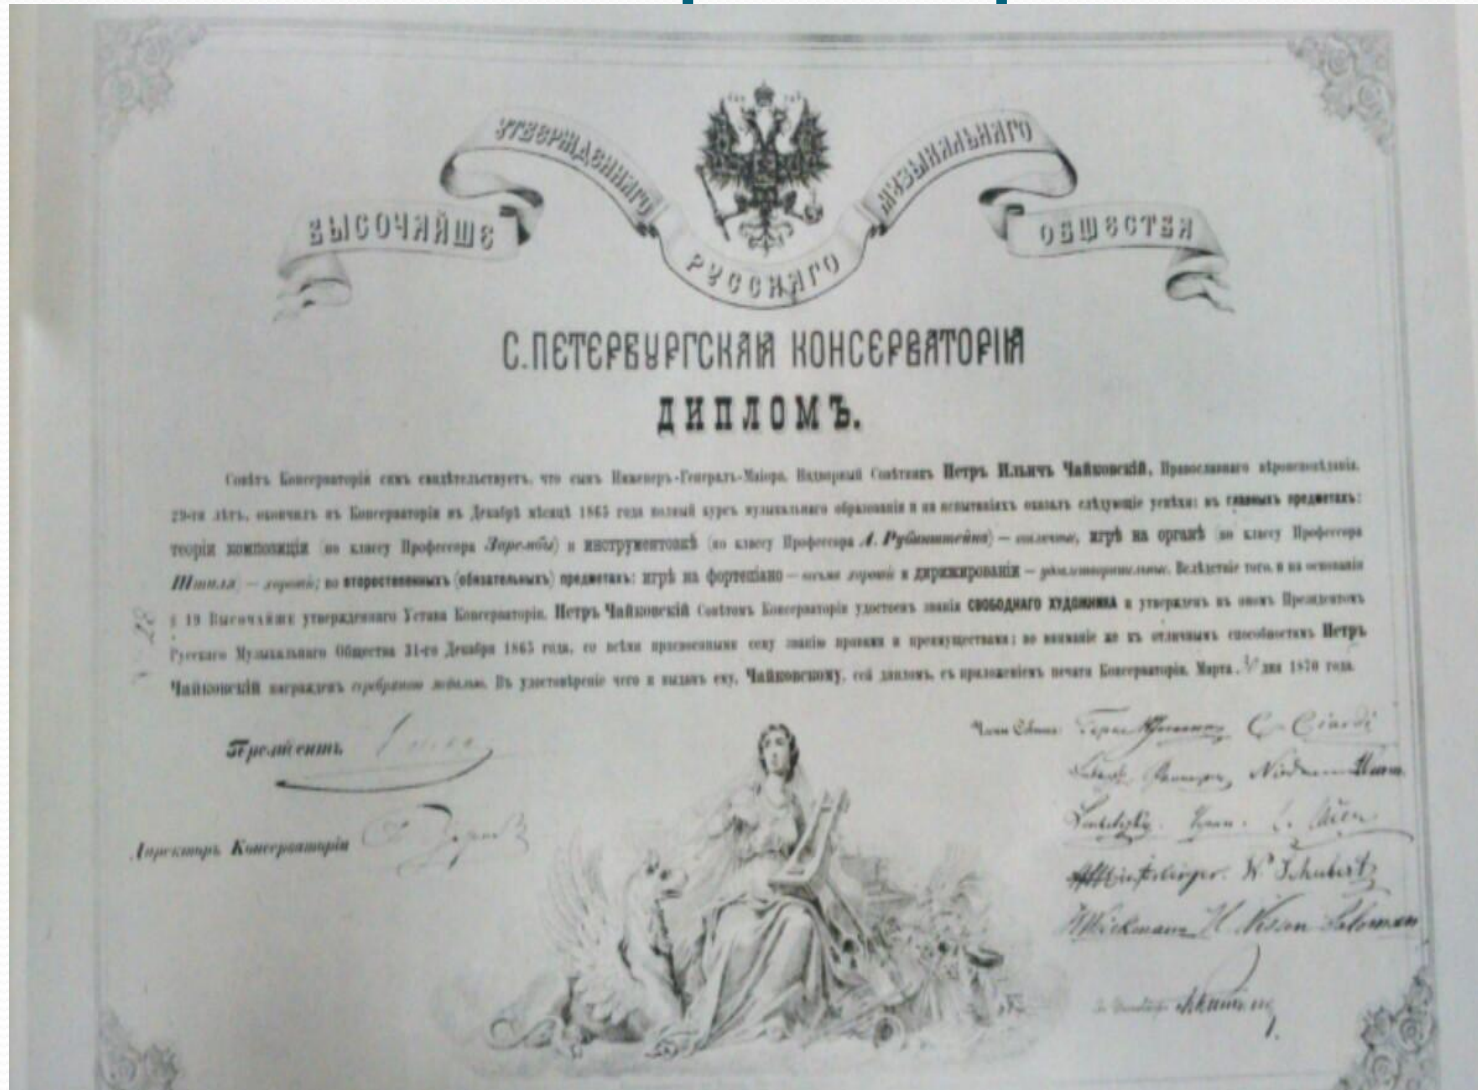 ВЫСОЧАЙШЕ УТВЕРЖДЕННАГО РУССКАГО МУЗЫКАЛЬНАГО ОБЩЕСТВА
С. ПЕТЕРБУРГСКАЯ КОНСЕРВАТОРІЯ
ДИПЛОМЪ.
Совѣтъ Консерваторіи симъ свидѣтельствуетъ, что сынъ Инженеръ-Генералъ-Маіора, Надворный Совѣтникъ Петръ Ильичъ Чайковскій, Православнаго вѣроисповѣданія,
29-ти лѣтъ, окончилъ въ Консерваторіи въ Декабрѣ мѣсяцѣ 1865 года полный курсъ музыкальнаго образованія и на испытаніяхъ оказалъ слѣдующіе успѣхи: въ главныхъ предметахъ:
теоріи композиціи (по классу Профессора Зарембы) и инструментовкѣ (по классу Профессора А. Рубинштейна) — отлично, игрѣ на органѣ (по классу Профессора
Штиля) — хорошо; во второстепенныхъ (обязательныхъ) предметахъ: игрѣ на фортепіано — весьма хорошо и дирижированіи — удовлетворительно. Вслѣдствіе того, и на основаніи
§ 19 Высочайше утвержденнаго Устава Консерваторіи, Петръ Чайковскій Совѣтомъ Консерваторіи удостоенъ званія СВОБОДНАГО ХУДОЖНИКА и утвержденъ въ ономъ Президентомъ
Русскаго Музыкальнаго Общества 31-го Декабря 1865 года, со всѣми присвоенными сему званію правами и преимуществами; во вниманіе же къ отличнымъ способностямъ Петръ
Чайковскій награжденъ серебряною медалью. Въ удостовѣреніе чего и выданъ ему, Чайковскому, сей дипломъ, съ приложеніемъ печати Консерваторіи. Марта дня 1870 года.
Президентъ
Члены Совѣта: C. Ciardi
Директоръ Консерваторіи
Schubert
H. Nissen Saloman